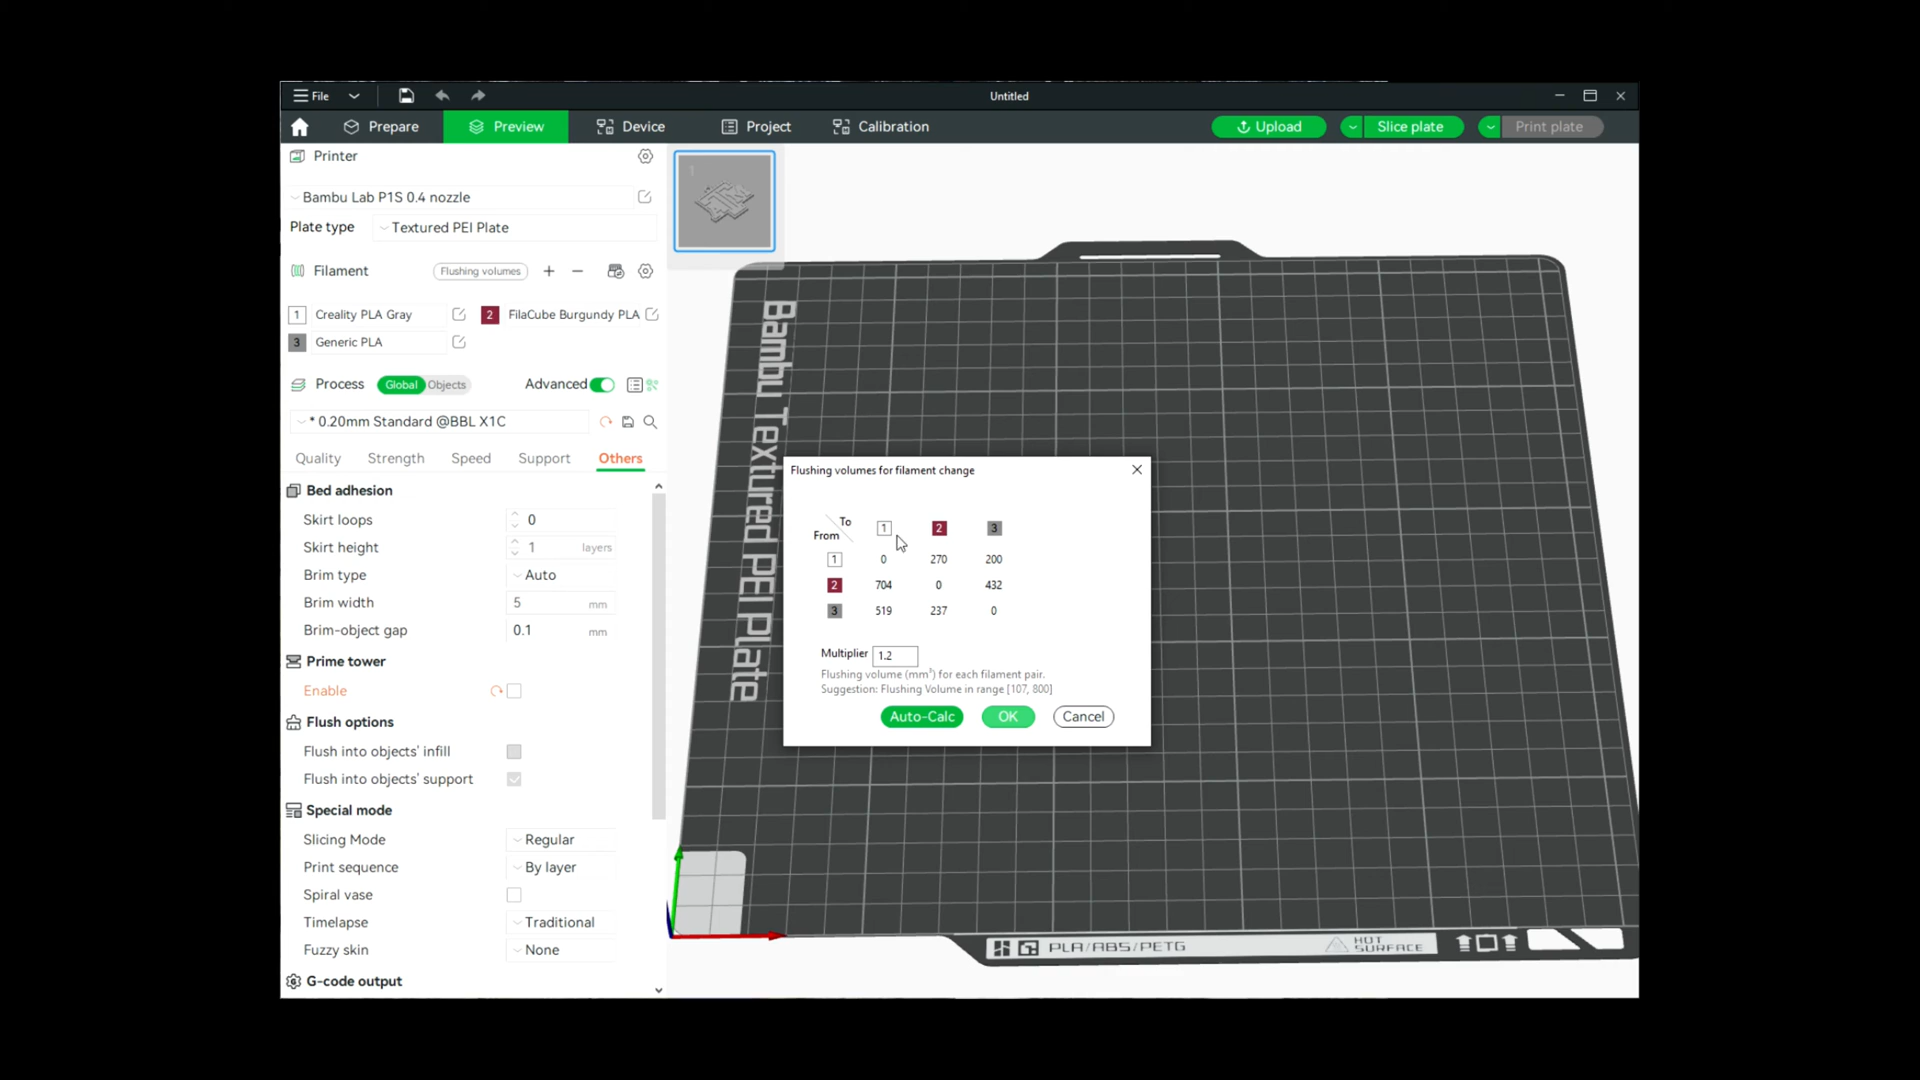 File
Untitled
Prepare
Preview
Device
Project
Calibration
Upload
Slice plate
Print plate
Printer
Bambu Lab P1S 0.4 nozzle
Plate type
Textured PEI Plate
Filament
Flushing volumes
1 Creality PLA Gray
2 FilaCube Burgundy PLA
3 Generic PLA
Process
Global
Objects
Advanced
* 0.20mm Standard @BBL X1C
Quality
Strength
Speed
Support
Others
Bed adhesion
Skirt loops 0
Skirt height 1 layers
Brim type Auto
Brim width 5 mm
Brim-object gap 0.1 mm
Prime tower
Enable
Flush options
Flush into objects' infill
Flush into objects' support
Special mode
Slicing Mode Regular
Print sequence By layer
Spiral vase
Timelapse Traditional
Fuzzy skin None
G-code output
1
Bambu Textured PEI Plate
Flushing volumes for filament change
To
From
1 2 3
1 0 270 200
2 704 0 432
3 519 237 0
Multiplier 1.2
Flushing volume (mm³) for each filament pair.
Suggestion: Flushing Volume in range [107, 800]
Auto-Calc
OK
Cancel
PLA/ABS/PETG
HOT
SURFACE